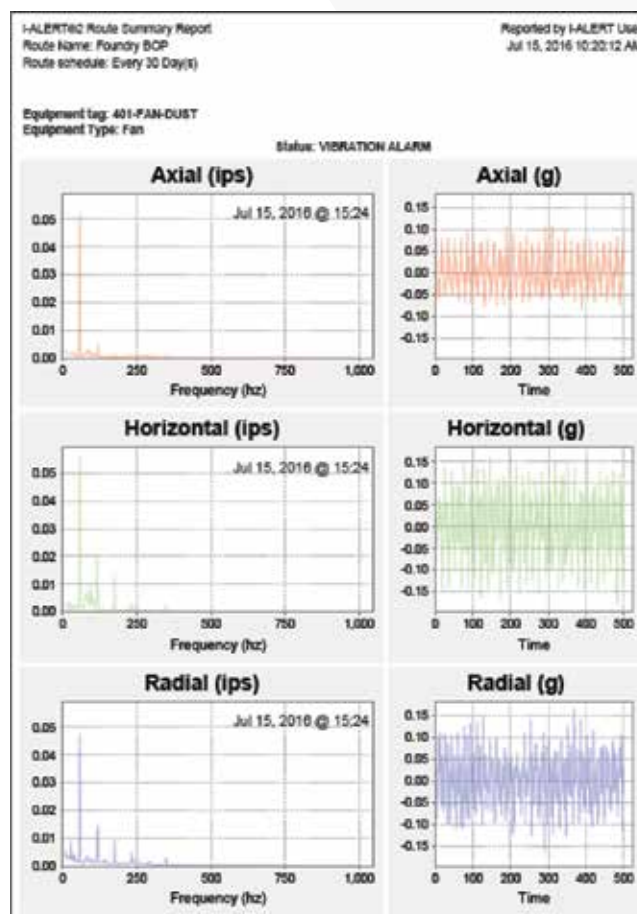 i-ALERT®2 Route Summary Report
Reported by i-ALERT Use
Route Name: Foundry BOP
Jul 15, 2016 10:20:12 AM
Route schedule: Every 30 Day(s)
Equipment tag: 401-FAN-DUST
Equipment Type: Fan
Status: VIBRATION ALARM
Axial (ips)
Jul 15, 2016 @ 15:24
0.05
0.04
0.03
0.02
0.01
0.00
0 250 500 750 1,000
Frequency (hz)
Axial (g)
0.15
0.10
0.05
0.00
-0.05
-0.10
-0.15
0 100 200 300 400 500
Time
Horizontal (ips)
Jul 15, 2016 @ 15:24
0.05
0.04
0.03
0.02
0.01
0.00
0 250 500 750 1,000
Frequency (hz)
Horizontal (g)
0.15
0.10
0.05
0.00
-0.05
-0.10
-0.15
0 100 200 300 400 500
Time
Radial (ips)
Jul 15, 2016 @ 15:24
0.05
0.04
0.03
0.02
0.01
0.00
0 250 500 750 1,000
Frequency (hz)
Radial (g)
0.15
0.10
0.05
0.00
-0.05
-0.10
-0.15
0 100 200 300 400 500
Time